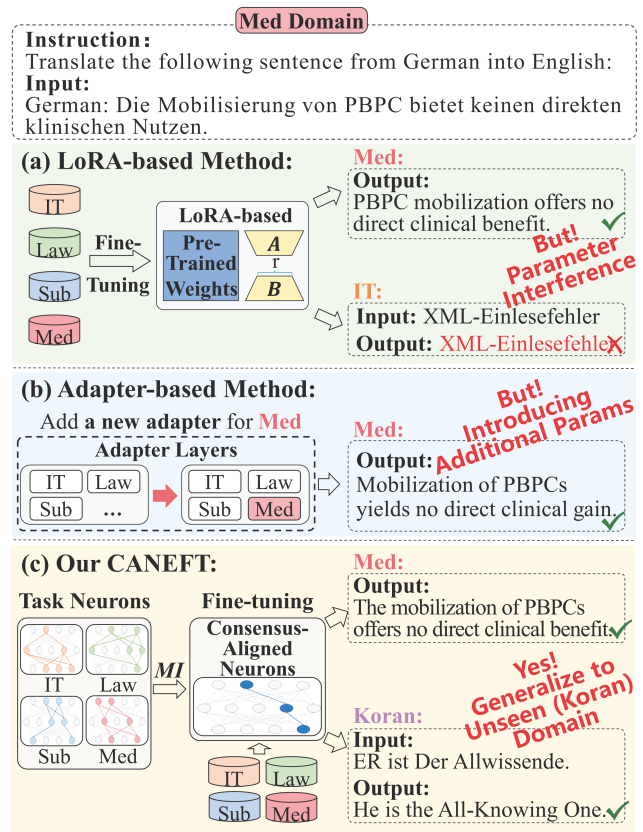 Med Domain
Instruction:
Translate the following sentence from German into English:
Input:
German: Die Mobilisierung von PBPC bietet keinen direkten
klinischen Nutzen.
(a) LoRA-based Method:
IT
Law
Sub
Med
Fine-
Tuning
LoRA-based
Pre-
Trained
Weights
A
r
B
Med:
Output:
PBPC mobilization offers no
direct clinical benefit.
But!
Parameter
Interference
IT:
Input: XML-Einlesefehler
Output: XML-Einlesefehler
(b) Adapter-based Method:
Add a new adapter for Med
Adapter Layers
IT Law
Sub ...
IT Law
Sub Med
Med:
Output:
Mobilization of PBPCs
yields no direct clinical gain.
But!
Introducing
Additional Params
(c) Our CANEFT:
Task Neurons
IT Law
Sub Med
MI
Fine-tuning
Consensus-
Aligned
Neurons
IT Law
Sub Med
Med:
Output:
The mobilization of PBPCs
offers no direct clinical benefit.
Yes!
Generalize to
Unseen (Koran)
Domain
Koran:
Input:
ER ist Der Allwissende.
Output:
He is the All-Knowing One.